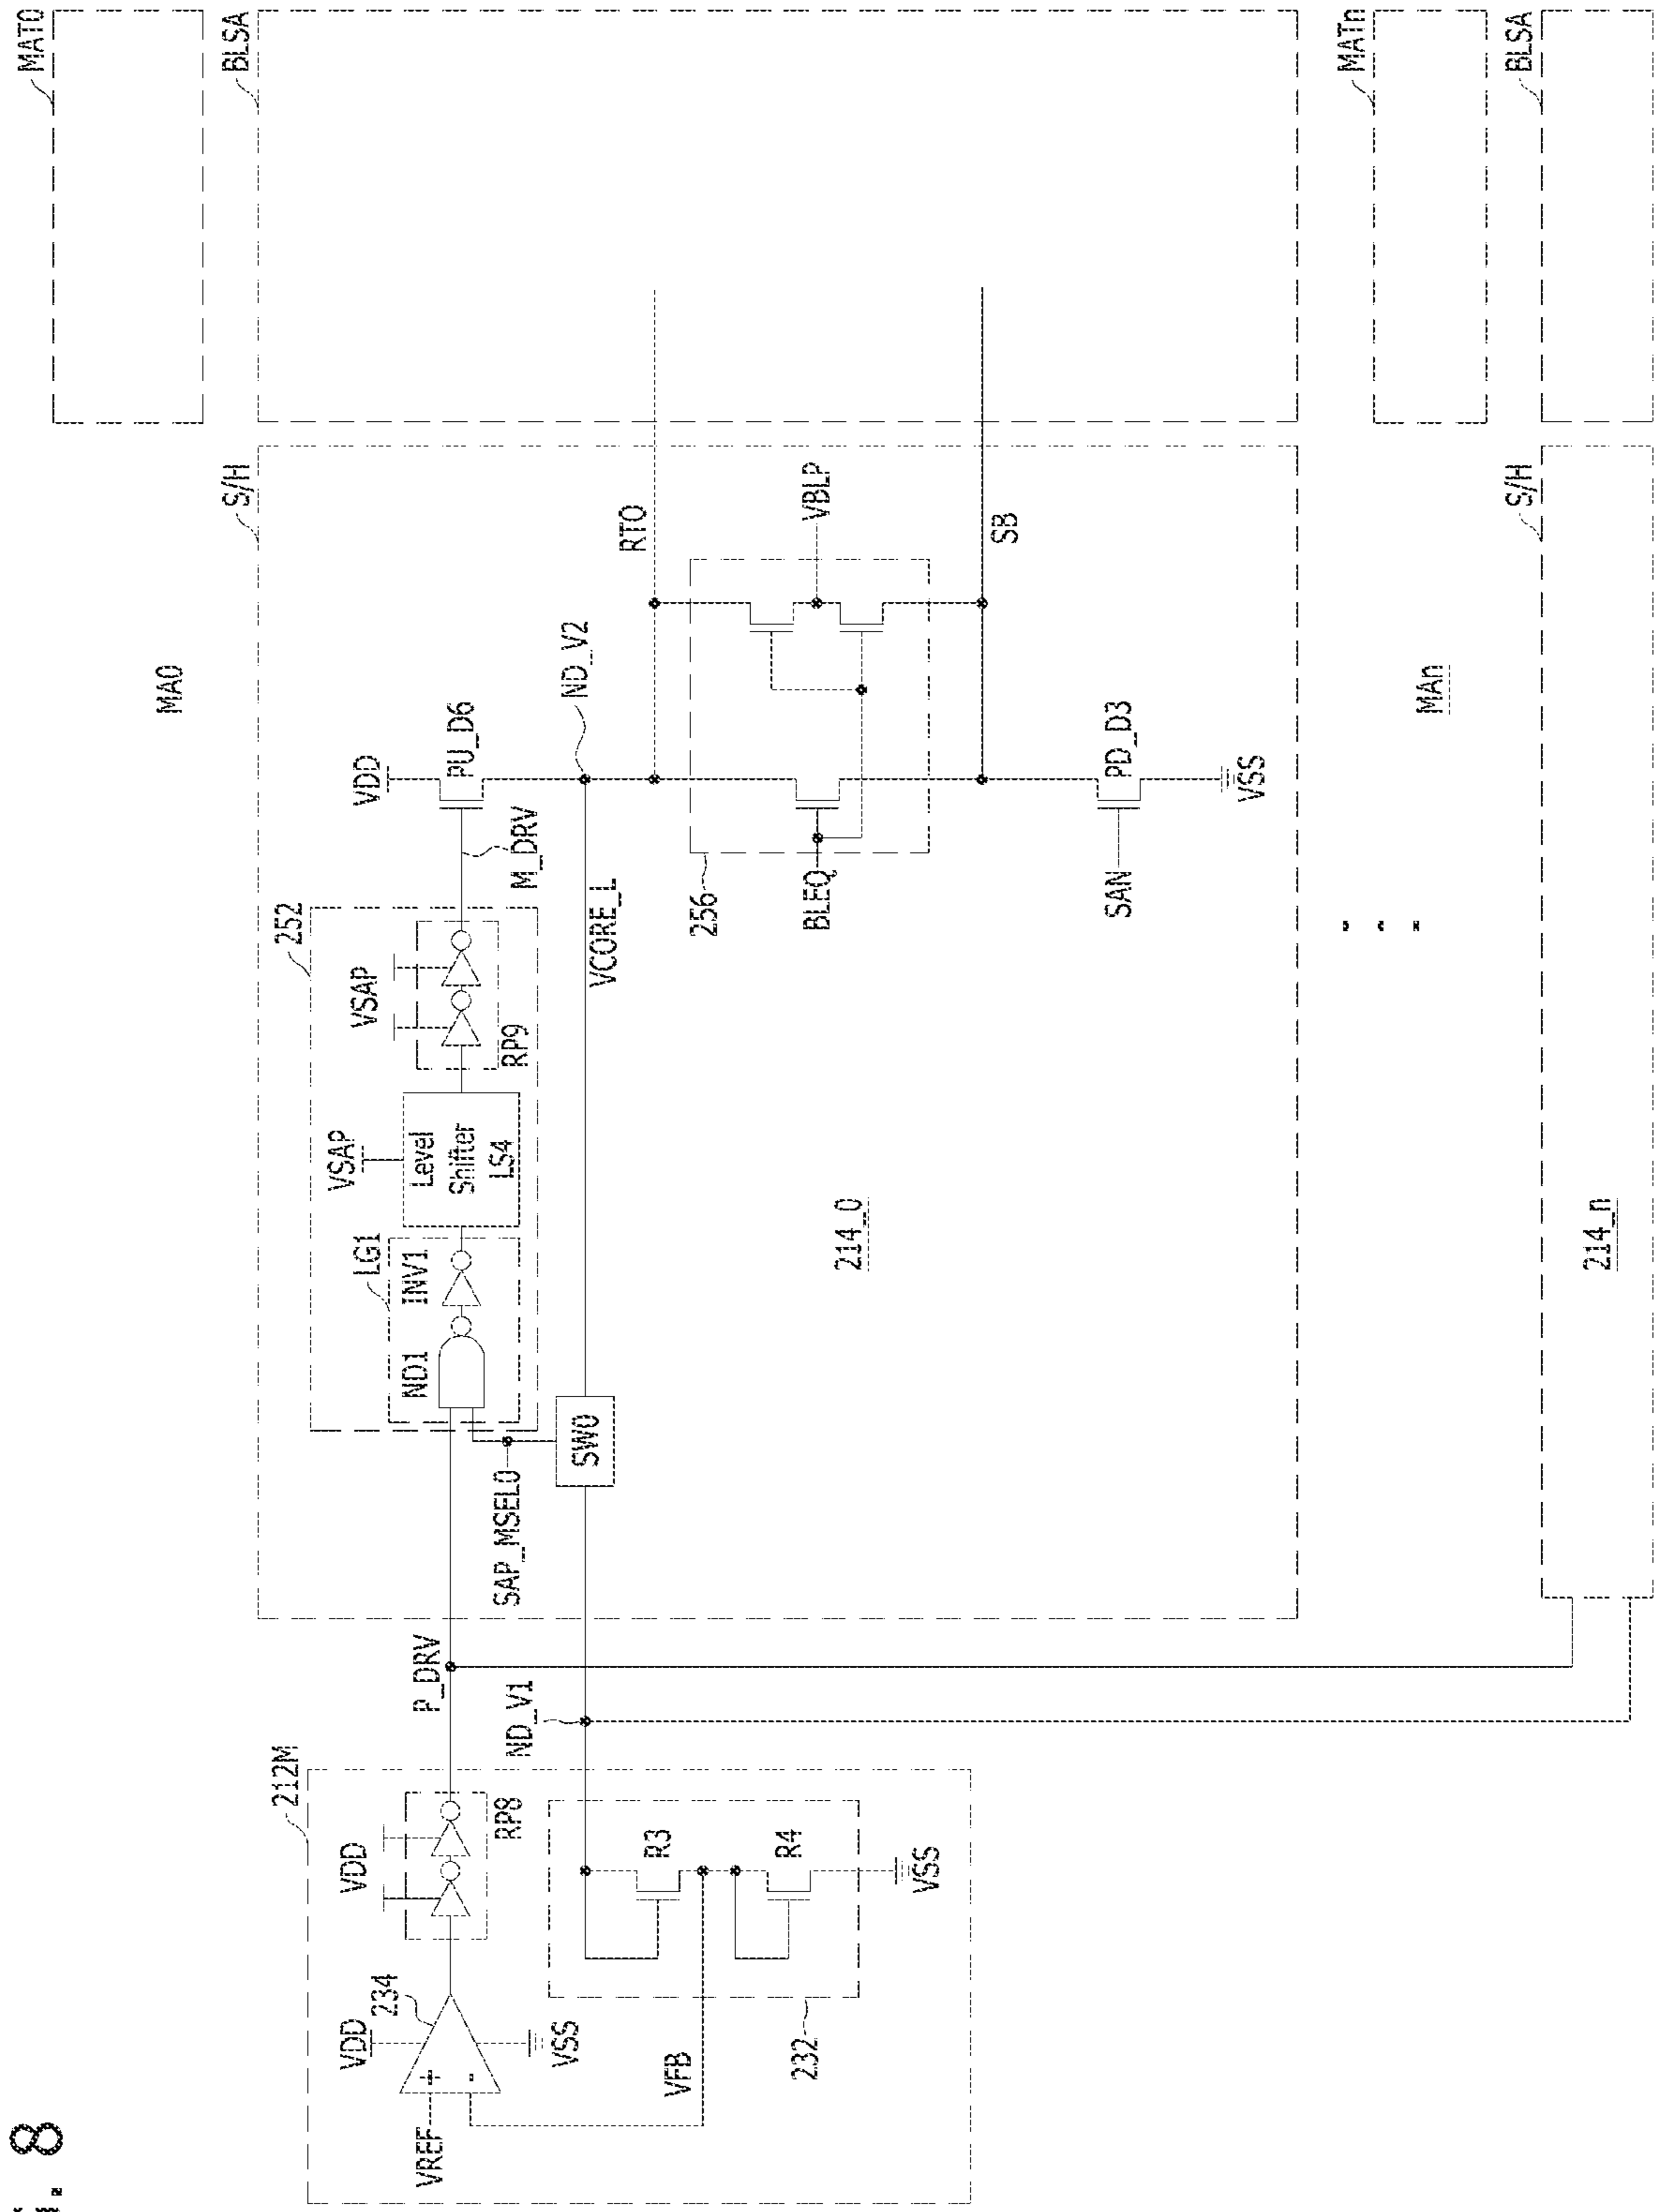 . 8
212M
VDD
234
VREF
+
-
VSS
VDD
RP8
P_DRV
VFB
232
R3
R4
VSS
ND_V1
MA0
S/H
252
LG1
ND1
INV1
SAP_MSEL0
SW0
VSAP
Level
Shifter
LS4
VSAP
RP9
M_DRV
VDD
PU_D6
VCORE_L
ND_V2
RTO
256
BLEQ
VBLP
SB
SAN
PD_D3
VSS
214_0
MAT0
BLSA
MAn
S/H
214_n
MATn
BLSA